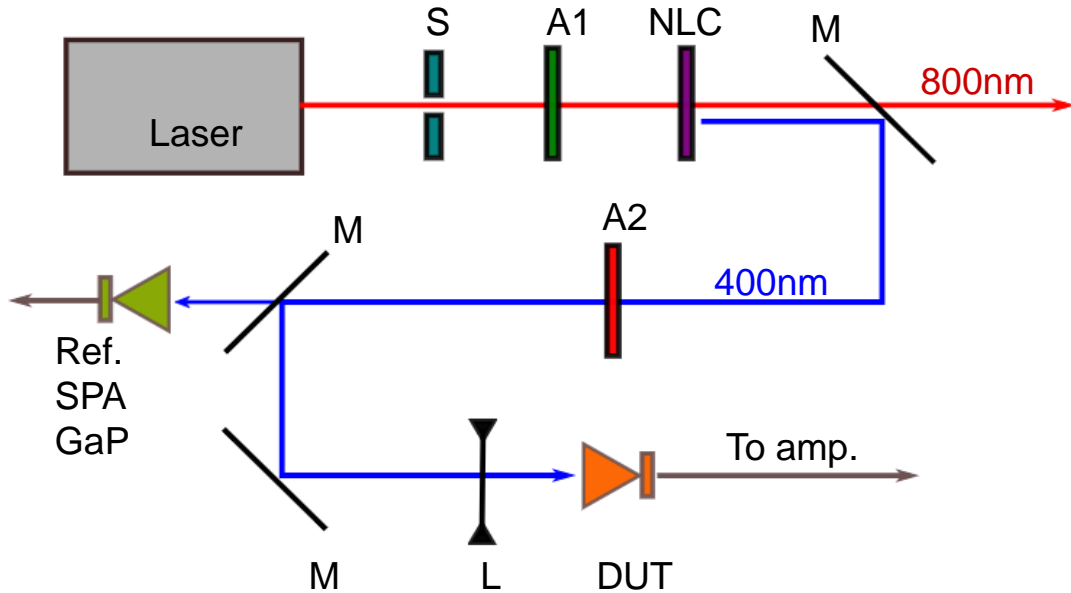 S
A1
NLC
M
800nm
Laser
M
A2
400nm
Ref.
SPA
GaP
To amp.
M
L
DUT